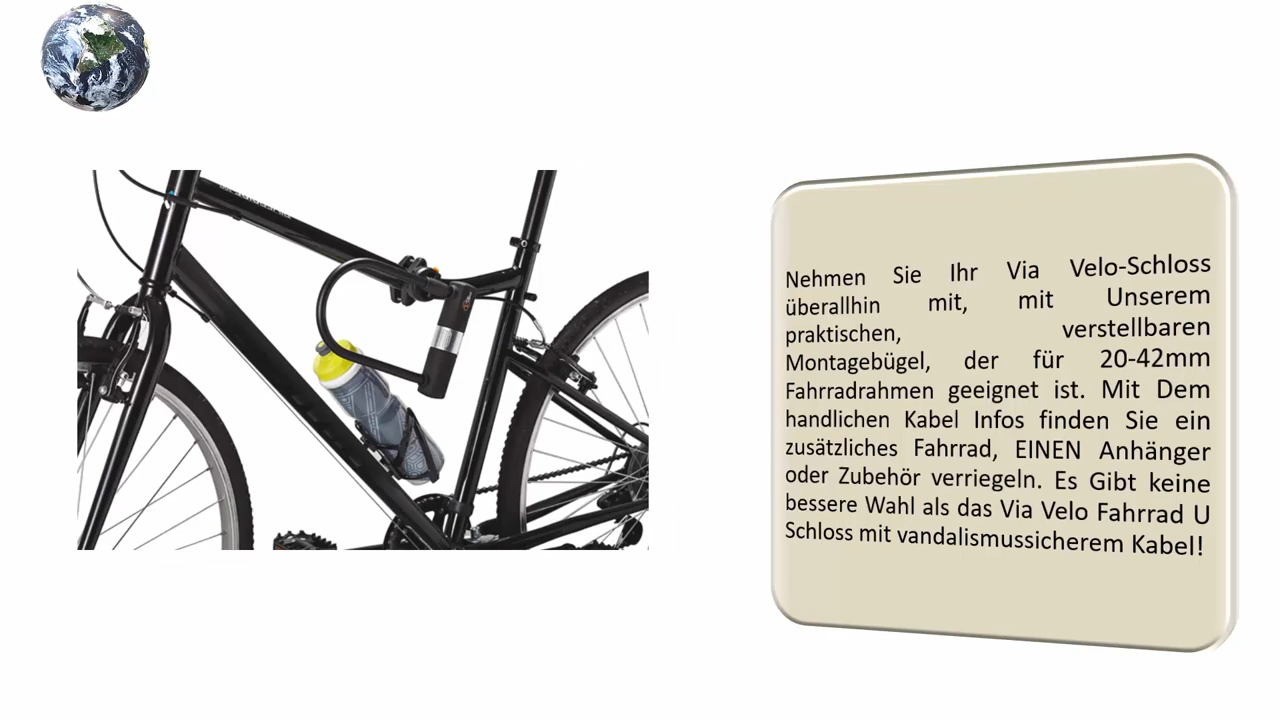 Nehmen Sie Ihr Via Velo-Schloss
überallhin mit, mit Unserem
praktischen, verstellbaren
Montagebügel, der für 20-42mm
Fahrradrahmen geeignet ist. Mit Dem
handlichen Kabel Infos finden Sie ein
zusätzliches Fahrrad, EINEN Anhänger
oder Zubehör verriegeln. Es Gibt keine
bessere Wahl als das Via Velo Fahrrad U
Schloss mit vandalismussicherem Kabel!